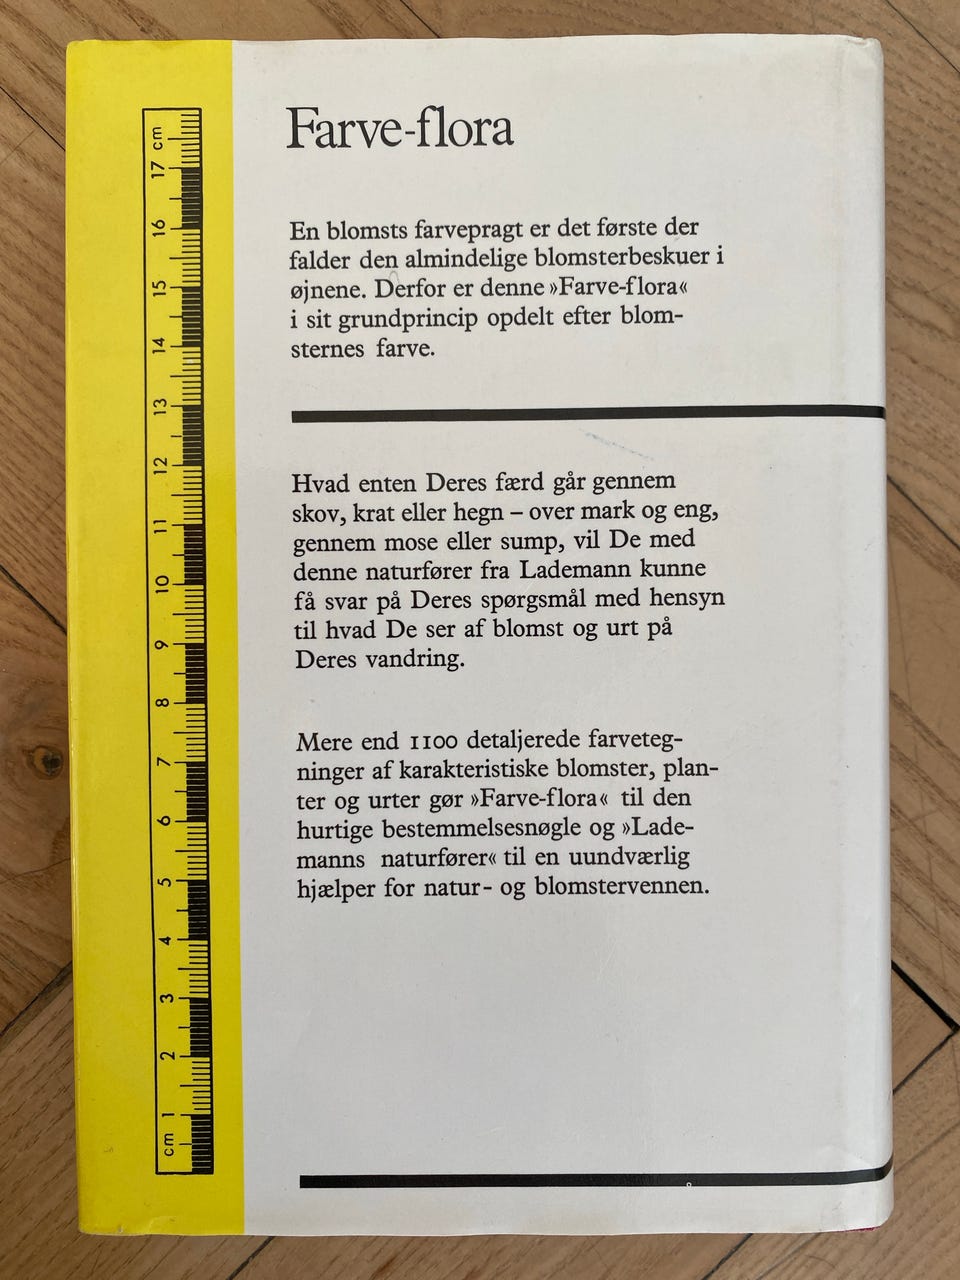 Farve-flora
En blomsts farvepragt er det første der
falder den almindelige blomsterbeskuer i
øjnene. Derfor er denne »Farve-flora«
i sit grundprincip opdelt efter blom-
sternes farve.
Hvad enten Deres færd går gennem
skov, krat eller hegn – over mark og eng,
gennem mose eller sump, vil De med
denne naturfører fra Lademann kunne
få svar på Deres spørgsmål med hensyn
til hvad De ser af blomst og urt på
Deres vandring.
Mere end 1100 detaljerede farveteg-
ninger af karakteristiske blomster, plan-
ter og urter gør »Farve-flora« til den
hurtige bestemmelsesnøgle og »Lade-
manns naturfører« til en uundværlig
hjælper for natur- og blomstervennen.
cm 1 2 3 4 5 6 7 8 9 10 11 12 13 14 15 16 17 cm